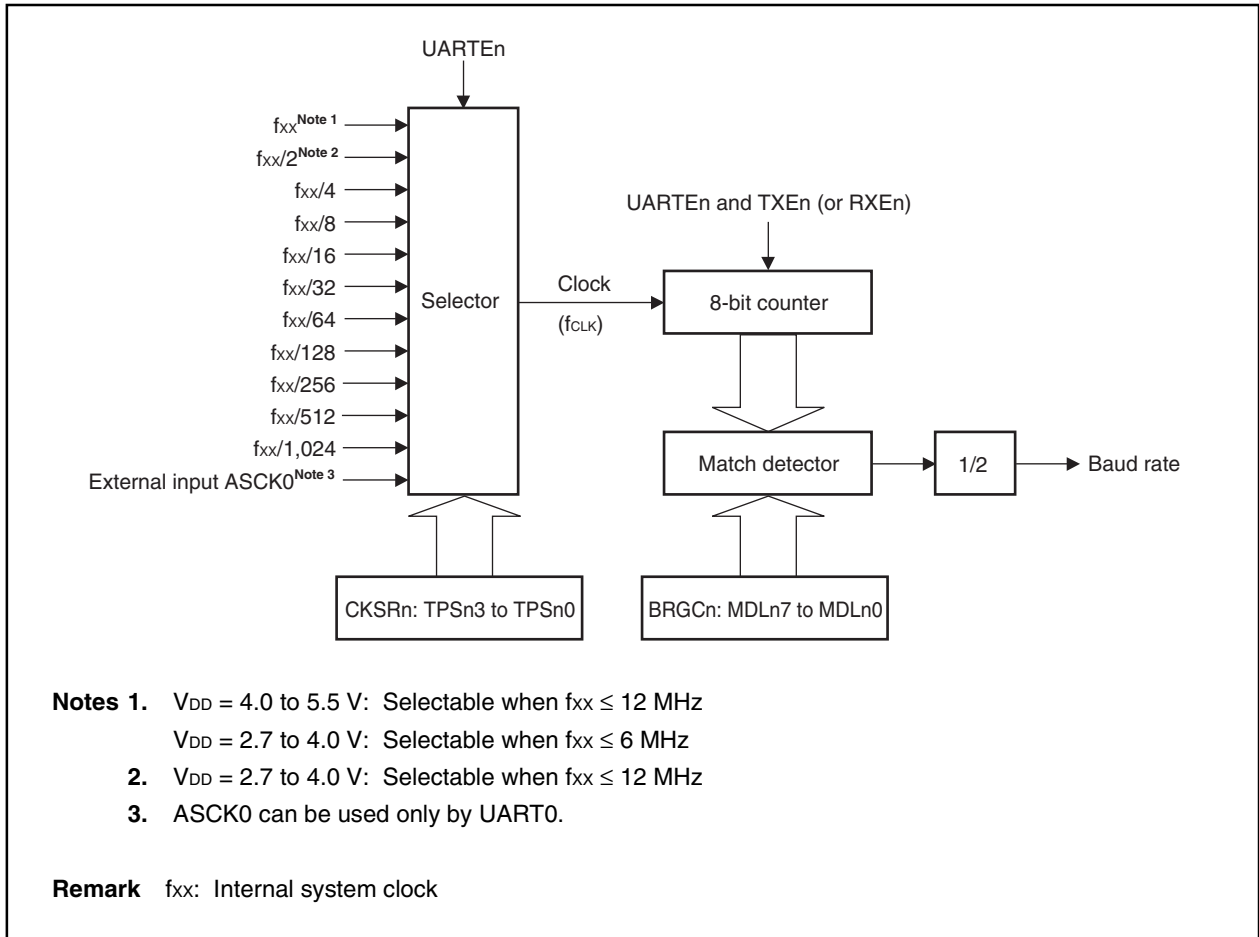 UARTEn
fxx Note 1
fxx/2 Note 2
fxx/4
fxx/8
fxx/16
fxx/32
fxx/64
fxx/128
fxx/256
fxx/512
fxx/1,024
External input ASCK0 Note 3
Selector
Clock
(fCLK)
UARTEn and TXEn (or RXEn)
8-bit counter
Match detector
1/2
Baud rate
CKSRn: TPSn3 to TPSn0
BRGCn: MDLn7 to MDLn0
Notes 1. VDD = 4.0 to 5.5 V: Selectable when fxx ≤ 12 MHz
VDD = 2.7 to 4.0 V: Selectable when fxx ≤ 6 MHz
2. VDD = 2.7 to 4.0 V: Selectable when fxx ≤ 12 MHz
3. ASCK0 can be used only by UART0.
Remark fxx: Internal system clock